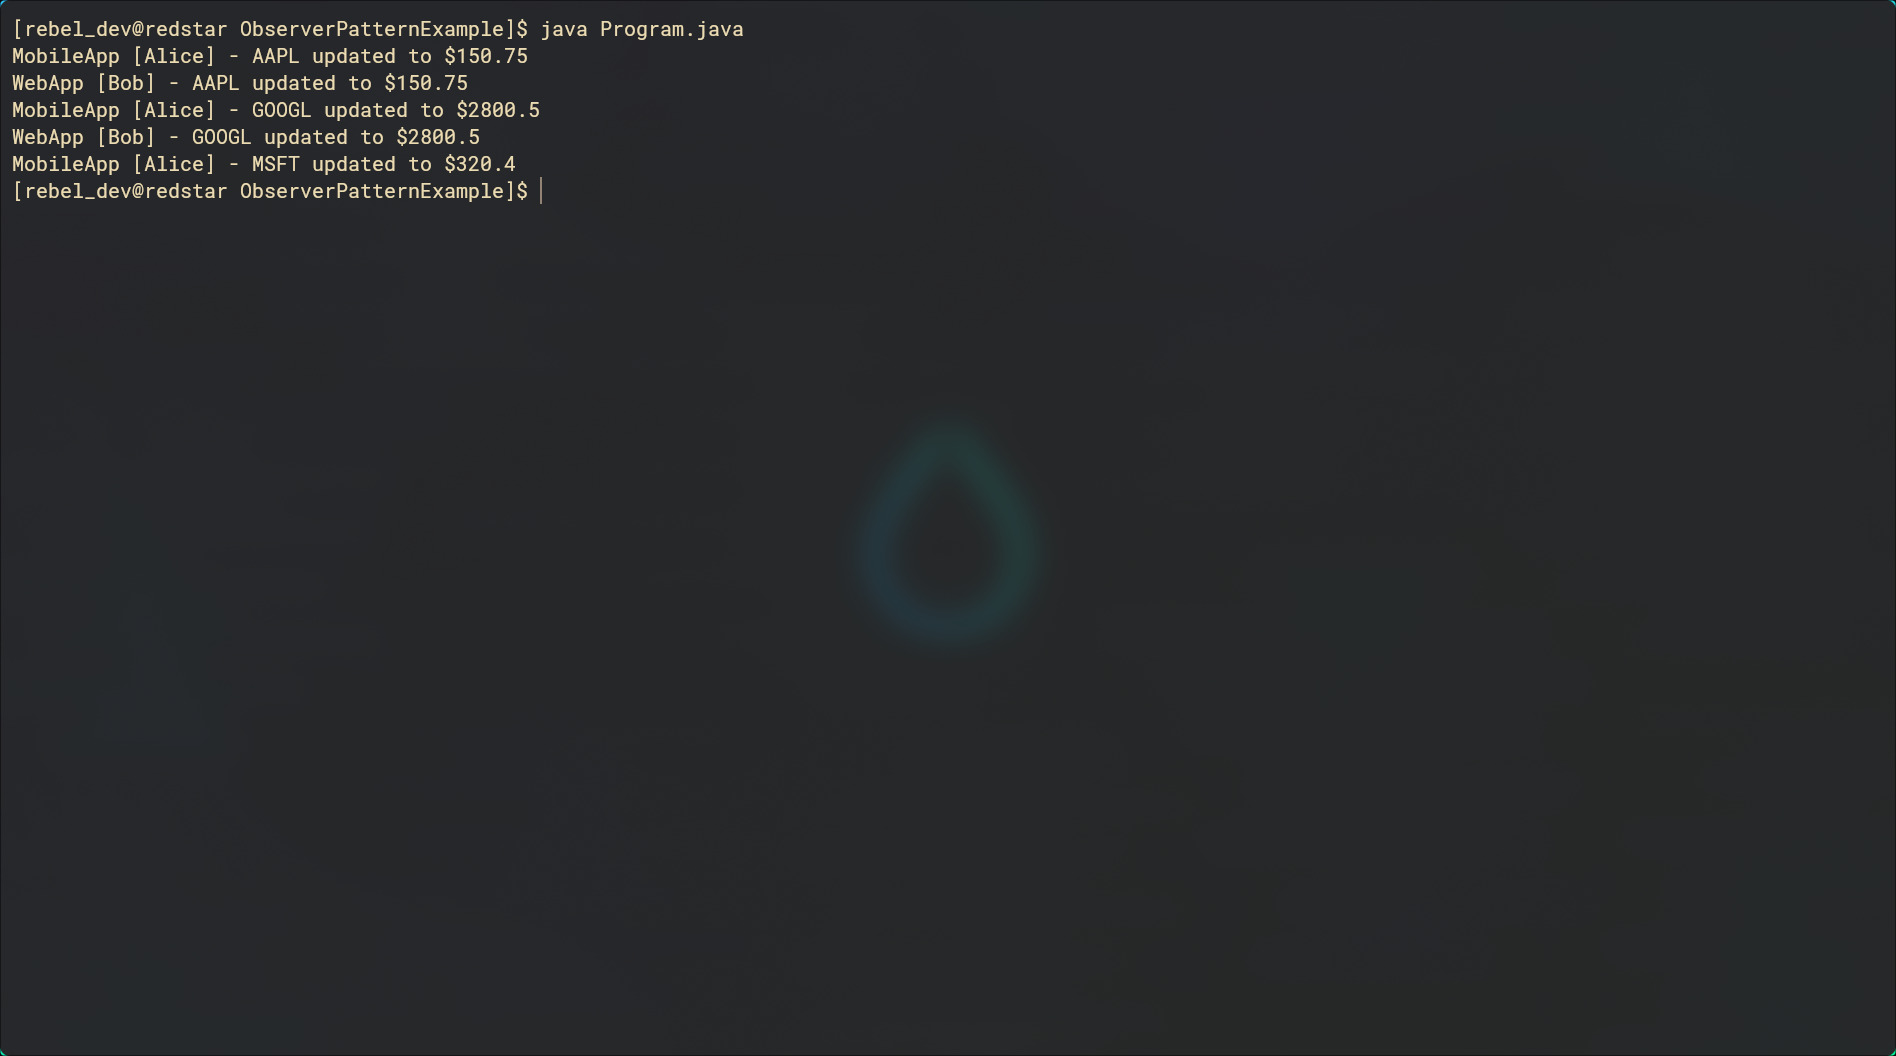 [rebel_dev@redstar ObserverPatternExample]$ java Program.java
MobileApp [Alice] - AAPL updated to $150.75
WebApp [Bob] - AAPL updated to $150.75
MobileApp [Alice] - GOOGL updated to $2800.5
WebApp [Bob] - GOOGL updated to $2800.5
MobileApp [Alice] - MSFT updated to $320.4
[rebel_dev@redstar ObserverPatternExample]$